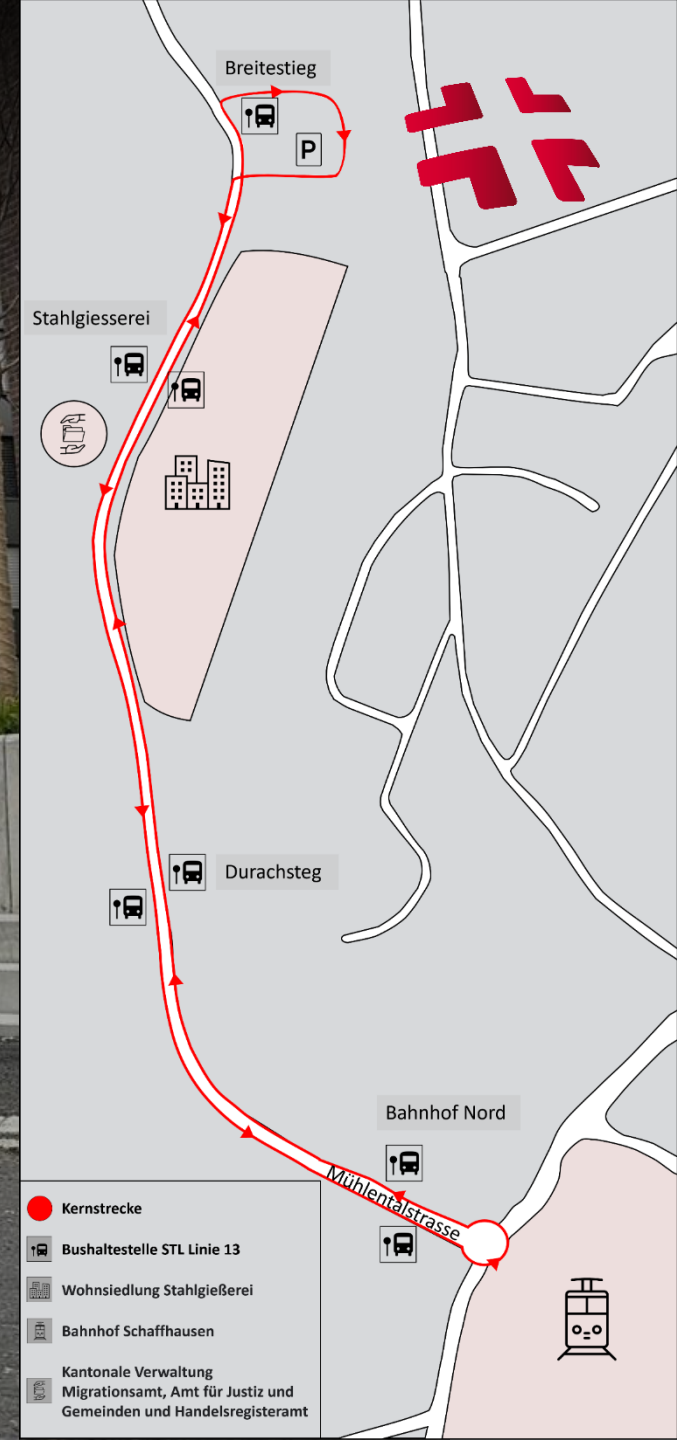 Breitestieg
P
Stahlgiesserei
Durachsteg
Bahnhof Nord
Mühlentalstrasse
Kernstrecke
Bushaltestelle STL Linie 13
Wohnsiedlung Stahlgießerei
Bahnhof Schaffhausen
Kantonale Verwaltung
Migrationsamt, Amt für Justiz und
Gemeinden und Handelsregisteramt